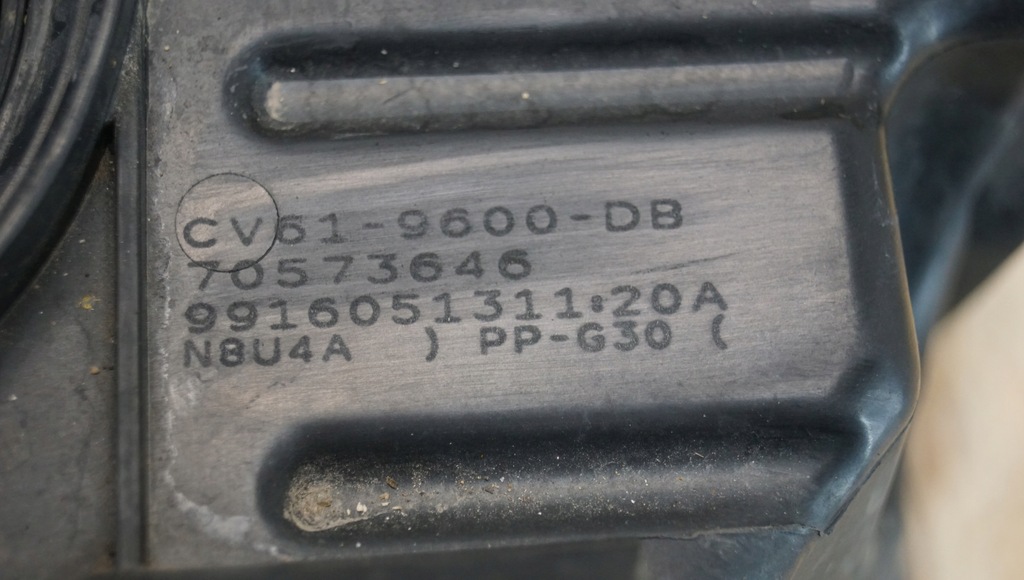 CV61-9600-DB
70573646
9916051311:20A
N8U4A ) PP-G30 (